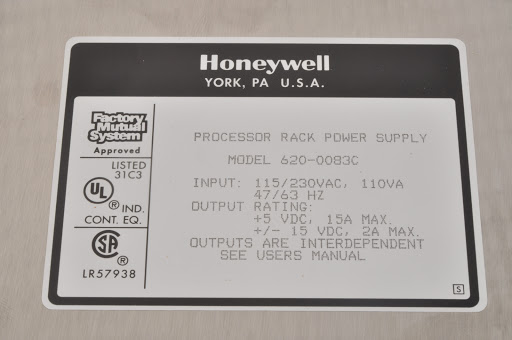 Honeywell
YORK, PA U.S.A.
Factory
Mutual
System
Approved
LISTED
31C3
UL ® IND.
CONT. EQ.
SA ®
LR57938
PROCESSOR RACK POWER SUPPLY
MODEL 620-0083C
INPUT: 115/230VAC, 110VA
47/63 HZ
OUTPUT RATING:
+5 VDC, 15A MAX.
+/- 15 VDC, 2A MAX.
OUTPUTS ARE INTERDEPENDENT
SEE USERS MANUAL
S